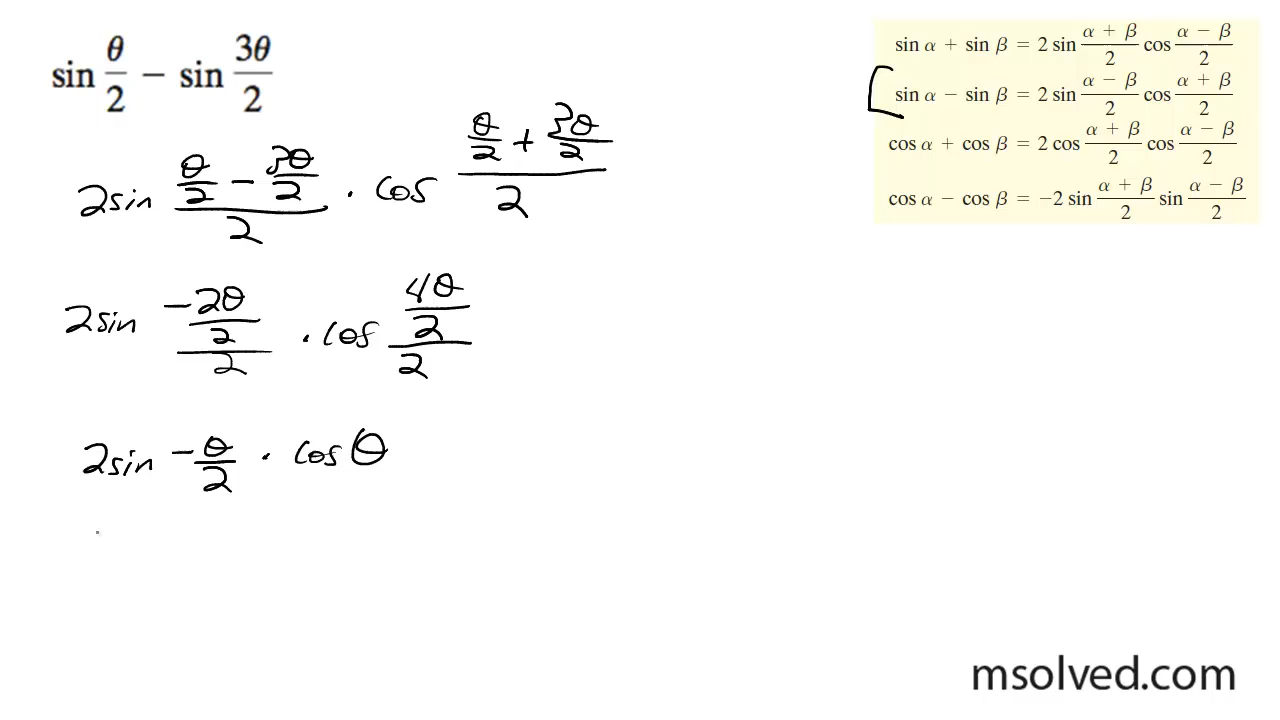 sin θ/2 − sin 3θ/2
2sin (θ/2 − 3θ/2)/2 · cos (θ/2 + 3θ/2)/2
2sin (−2θ/2)/2 · cos (4θ/2)/2
2sin −θ/2 · cos θ
sin α + sin β = 2 sin (α + β)/2 cos (α − β)/2
sin α − sin β = 2 sin (α − β)/2 cos (α + β)/2
cos α + cos β = 2 cos (α + β)/2 cos (α − β)/2
cos α − cos β = −2 sin (α + β)/2 sin (α − β)/2
msolved.com